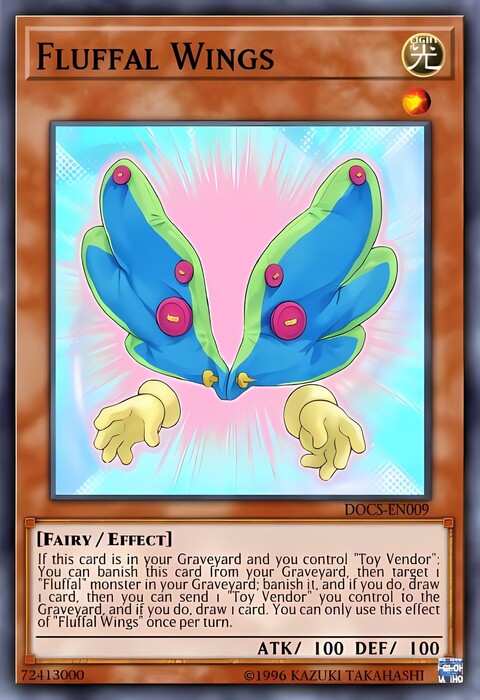 Fluffal Wings
LIGHT
光
DOCS-EN009
[Fairy / Effect]
If this card is in your Graveyard and you control "Toy Vendor":
You can banish this card from your Graveyard, then target 1
"Fluffal" monster in your Graveyard; banish it, and if you do, draw
1 card, then you can send 1 "Toy Vendor" you control to the
Graveyard, and if you do, draw 1 card. You can only use this effect
of "Fluffal Wings" once per turn.
ATK/ 100 DEF/ 100
72413000
©1996 KAZUKI TAKAHASHI